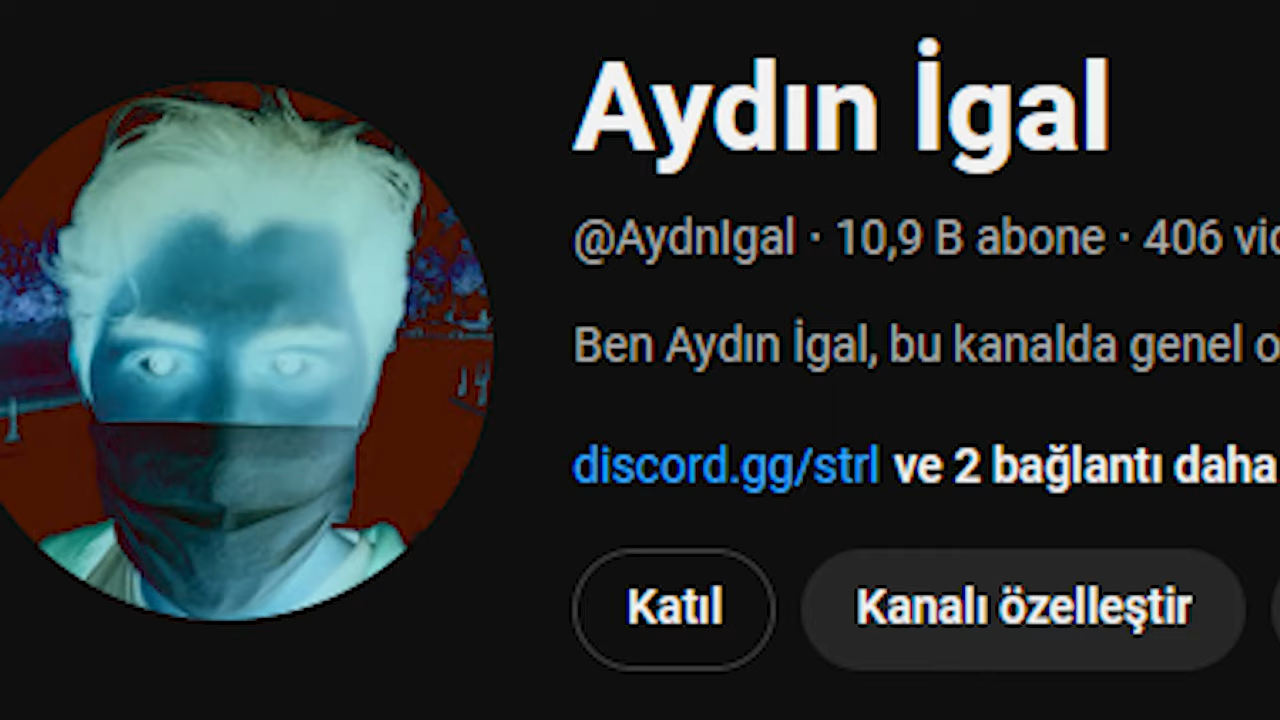 Aydın İgal
@AydnIgal · 10,9 B abone · 406
Ben Aydın İgal, bu kanalda genel
discord.gg/strl ve 2 bağlantı daha
Katıl
Kanalı özelleştir